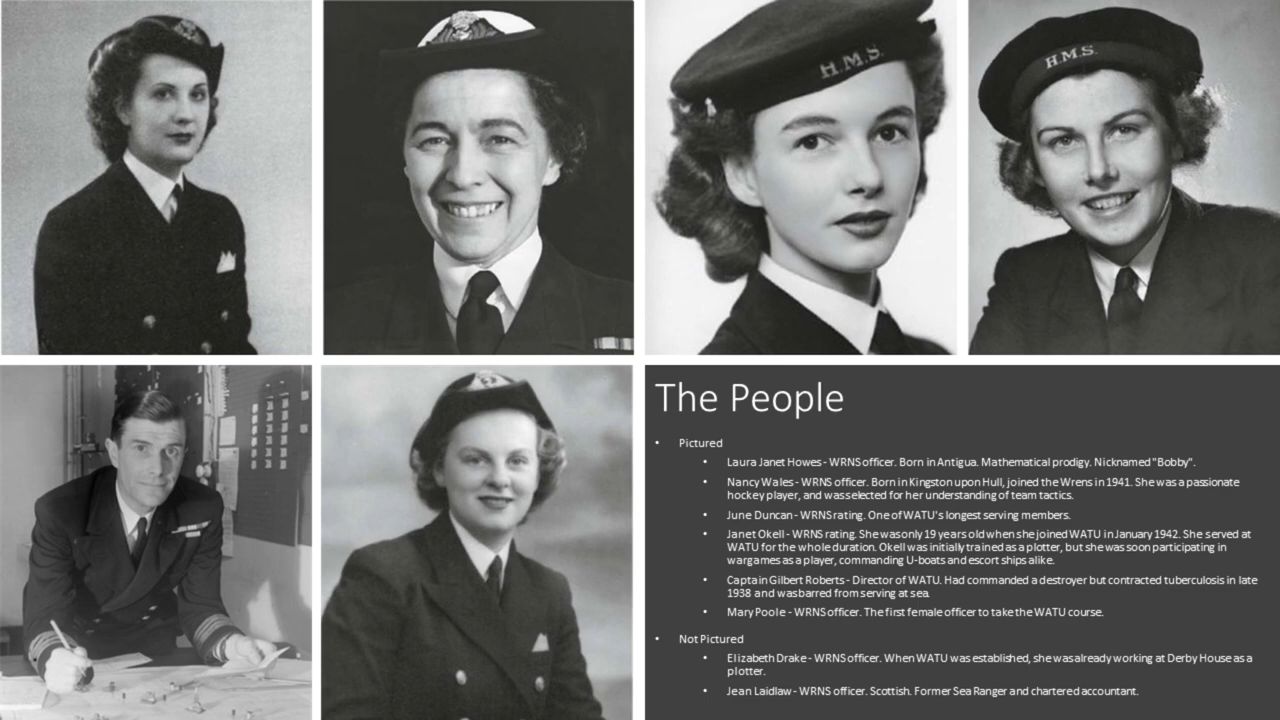 H.M.S.
H.M.S.
The People
• Pictured
• Laura Janet Howes - WRNS officer. Born in Antigua. Mathematical prodigy. Nicknamed "Bobby".
• Nancy Wales - WRNS officer. Born in Kingston upon Hull, joined the Wrens in 1941. She was a passionate
hockey player, and was selected for her understanding of team tactics.
• June Duncan - WRNS rating. One of WATU's longest serving members.
• Janet Okell - WRNS rating. She was only 19 years old when she joined WATU in January 1942. She served at
WATU for the whole duration. Okell was initially trained as a plotter, but she was soon participating in
wargames as a player, commanding U-boats and escort ships alike.
• Captain Gilbert Roberts - Director of WATU. Had commanded a destroyer but contracted tuberculosis in late
1938 and was barred from serving at sea.
• Mary Poole - WRNS officer. The first female officer to take the WATU course.
• Not Pictured
• Elizabeth Drake - WRNS officer. When WATU was established, she was already working at Derby House as a
plotter.
• Jean Laidlaw - WRNS officer. Scottish. Former Sea Ranger and chartered accountant.